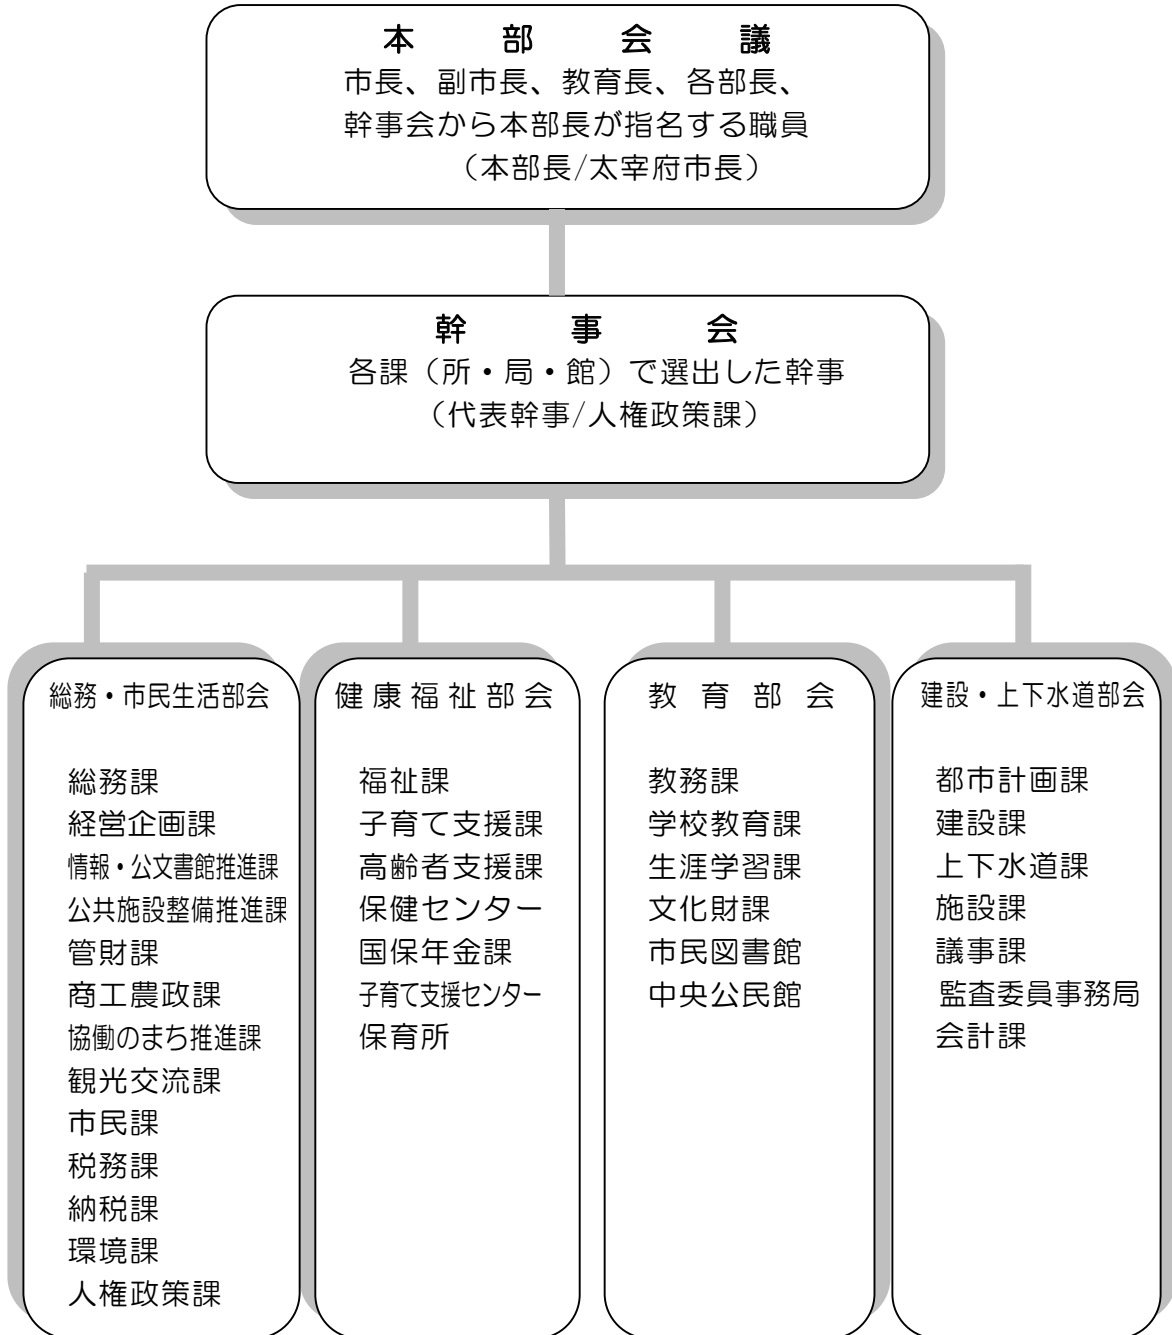 本部会議
市長、副市長、教育長、各部長、
幹事会から本部長が指名する職員
（本部長/太宰府市長）
幹事会
各課（所・局・館）で選出した幹事
（代表幹事/人権政策課）
総務・市民生活部会
総務課
経営企画課
情報・公文書館推進課
公共施設整備推進課
管財課
商工農政課
協働のまち推進課
観光交流課
市民課
税務課
納税課
環境課
人権政策課
健康福祉部会
福祉課
子育て支援課
高齢者支援課
保健センター
国保年金課
子育て支援センター
保育所
教育部会
教務課
学校教育課
生涯学習課
文化財課
市民図書館
中央公民館
建設・上下水道部会
都市計画課
建設課
上下水道課
施設課
議事課
監査委員事務局
会計課